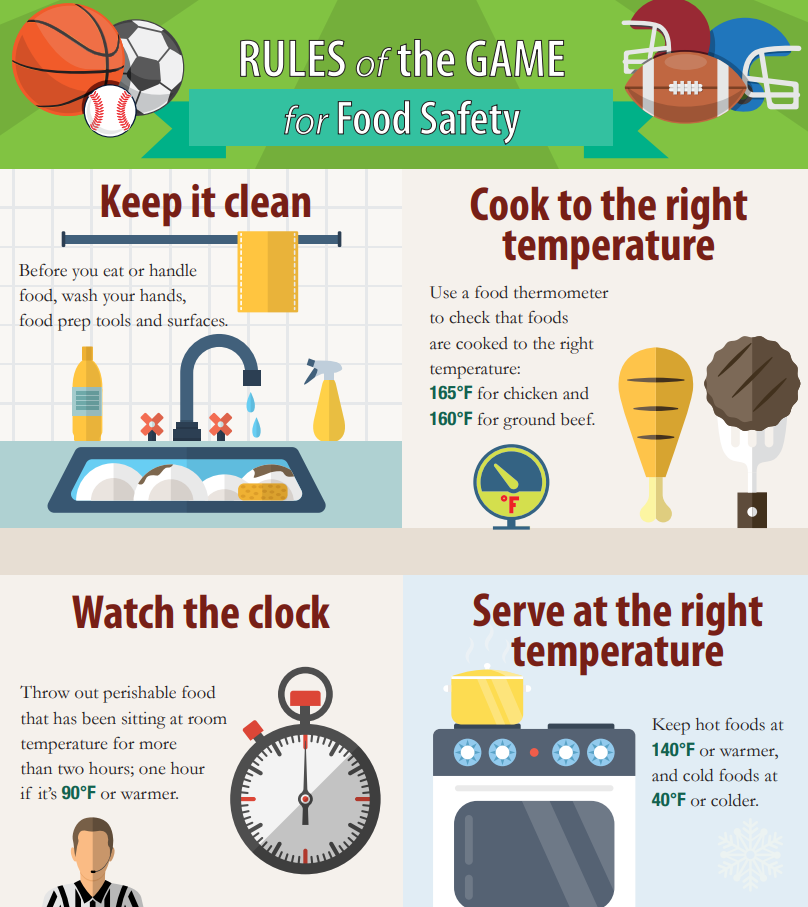 RULES of the GAME
for Food Safety
Keep it clean
Before you eat or handle
food, wash your hands,
food prep tools and surfaces.
Cook to the right
temperature
Use a food thermometer
to check that foods
are cooked to the right
temperature:
165°F for chicken and
160°F for ground beef.
°F
Watch the clock
Throw out perishable food
that has been sitting at room
temperature for more
than two hours; one hour
if it’s 90°F or warmer.
Serve at the right
temperature
Keep hot foods at
140°F or warmer,
and cold foods at
40°F or colder.